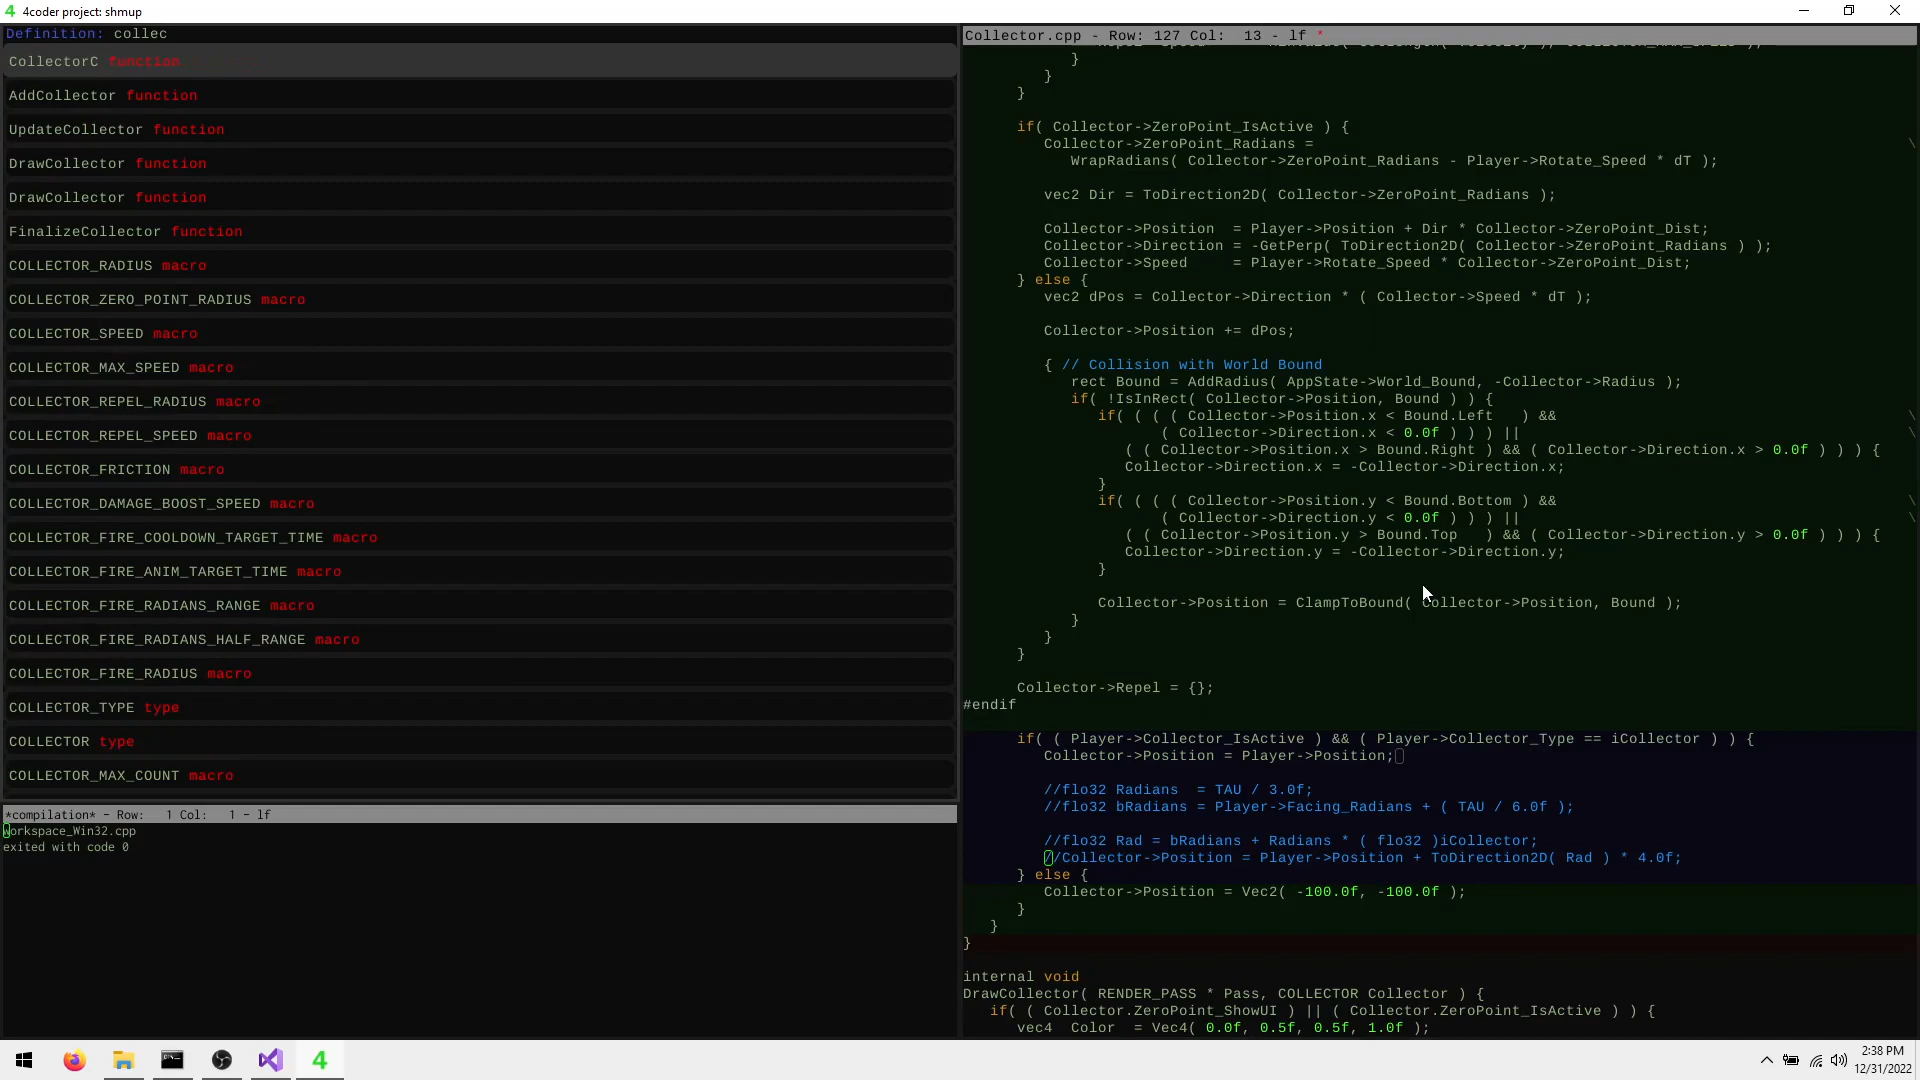 4coder project: shmup
Definition: collec
CollectorC function
AddCollector function
UpdateCollector function
DrawCollector function
DrawCollector function
FinalizeCollector function
COLLECTOR_RADIUS macro
COLLECTOR_ZERO_POINT_RADIUS macro
COLLECTOR_SPEED macro
COLLECTOR_MAX_SPEED macro
COLLECTOR_REPEL_RADIUS macro
COLLECTOR_REPEL_SPEED macro
COLLECTOR_FRICTION macro
COLLECTOR_DAMAGE_BOOST_SPEED macro
COLLECTOR_FIRE_COOLDOWN_TARGET_TIME macro
COLLECTOR_FIRE_ANIM_TARGET_TIME macro
COLLECTOR_FIRE_RADIANS_RANGE macro
COLLECTOR_FIRE_RADIANS_HALF_RANGE macro
COLLECTOR_FIRE_RADIUS macro
COLLECTOR_TYPE type
COLLECTOR type
COLLECTOR_MAX_COUNT macro
*compilation* - Row: 1 Col: 1 - lf
Workspace_Win32.cpp
exited with code 0
Collector.cpp - Row: 127 Col: 13 - lf *
}
}
}
if( Collector->ZeroPoint_IsActive ) {
Collector->ZeroPoint_Radians = \
WrapRadians( Collector->ZeroPoint_Radians - Player->Rotate_Speed * dT );
vec2 Dir = ToDirection2D( Collector->ZeroPoint_Radians );
Collector->Position = Player->Position + Dir * Collector->ZeroPoint_Dist;
Collector->Direction = -GetPerp( ToDirection2D( Collector->ZeroPoint_Radians ) );
Collector->Speed = Player->Rotate_Speed * Collector->ZeroPoint_Dist;
} else {
vec2 dPos = Collector->Direction * ( Collector->Speed * dT );
Collector->Position += dPos;
{ // Collision with World Bound
rect Bound = AddRadius( AppState->World_Bound, -Collector->Radius );
if( !IsInRect( Collector->Position, Bound ) ) {
if( ( ( ( Collector->Position.x < Bound.Left ) && \
( Collector->Direction.x < 0.0f ) ) ) || \
( ( Collector->Position.x > Bound.Right ) && ( Collector->Direction.x > 0.0f ) ) ) {
Collector->Direction.x = -Collector->Direction.x;
}
if( ( ( ( Collector->Position.y < Bound.Bottom ) && \
( Collector->Direction.y < 0.0f ) ) ) || \
( ( Collector->Position.y > Bound.Top ) && ( Collector->Direction.y > 0.0f ) ) ) {
Collector->Direction.y = -Collector->Direction.y;
}
Collector->Position = ClampToBound( Collector->Position, Bound );
}
}
}
Collector->Repel = {};
#endif
if( ( Player->Collector_IsActive ) && ( Player->Collector_Type == iCollector ) ) {
Collector->Position = Player->Position;
//flo32 Radians = TAU / 3.0f;
//flo32 bRadians = Player->Facing_Radians + ( TAU / 6.0f );
//flo32 Rad = bRadians + Radians * ( flo32 )iCollector;
//Collector->Position = Player->Position + ToDirection2D( Rad ) * 4.0f;
} else {
Collector->Position = Vec2( -100.0f, -100.0f );
}
}
}
internal void
DrawCollector( RENDER_PASS * Pass, COLLECTOR Collector ) {
if( ( Collector.ZeroPoint_ShowUI ) || ( Collector.ZeroPoint_IsActive ) ) {
vec4 Color = Vec4( 0.0f, 0.5f, 0.5f, 1.0f );
2:38 PM
12/31/2022